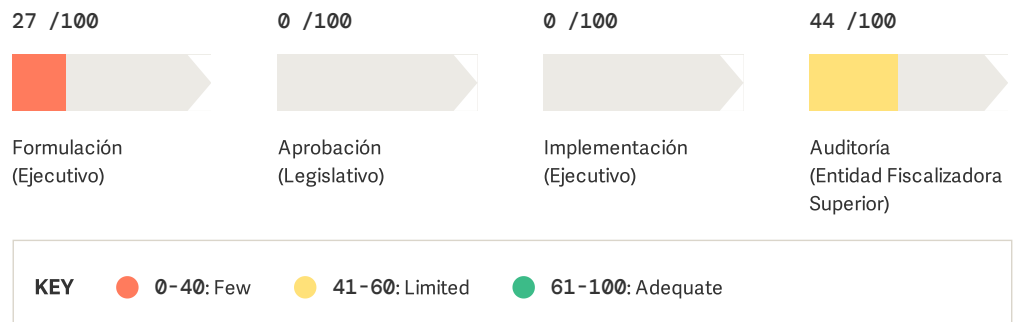 27 /100
0 /100
0 /100
44 /100
Formulación
(Ejecutivo)
Aprobación
(Legislativo)
Implementación
(Ejecutivo)
Auditoría
(Entidad Fiscalizadora
Superior)
KEY
0-40: Few
41-60: Limited
61-100: Adequate